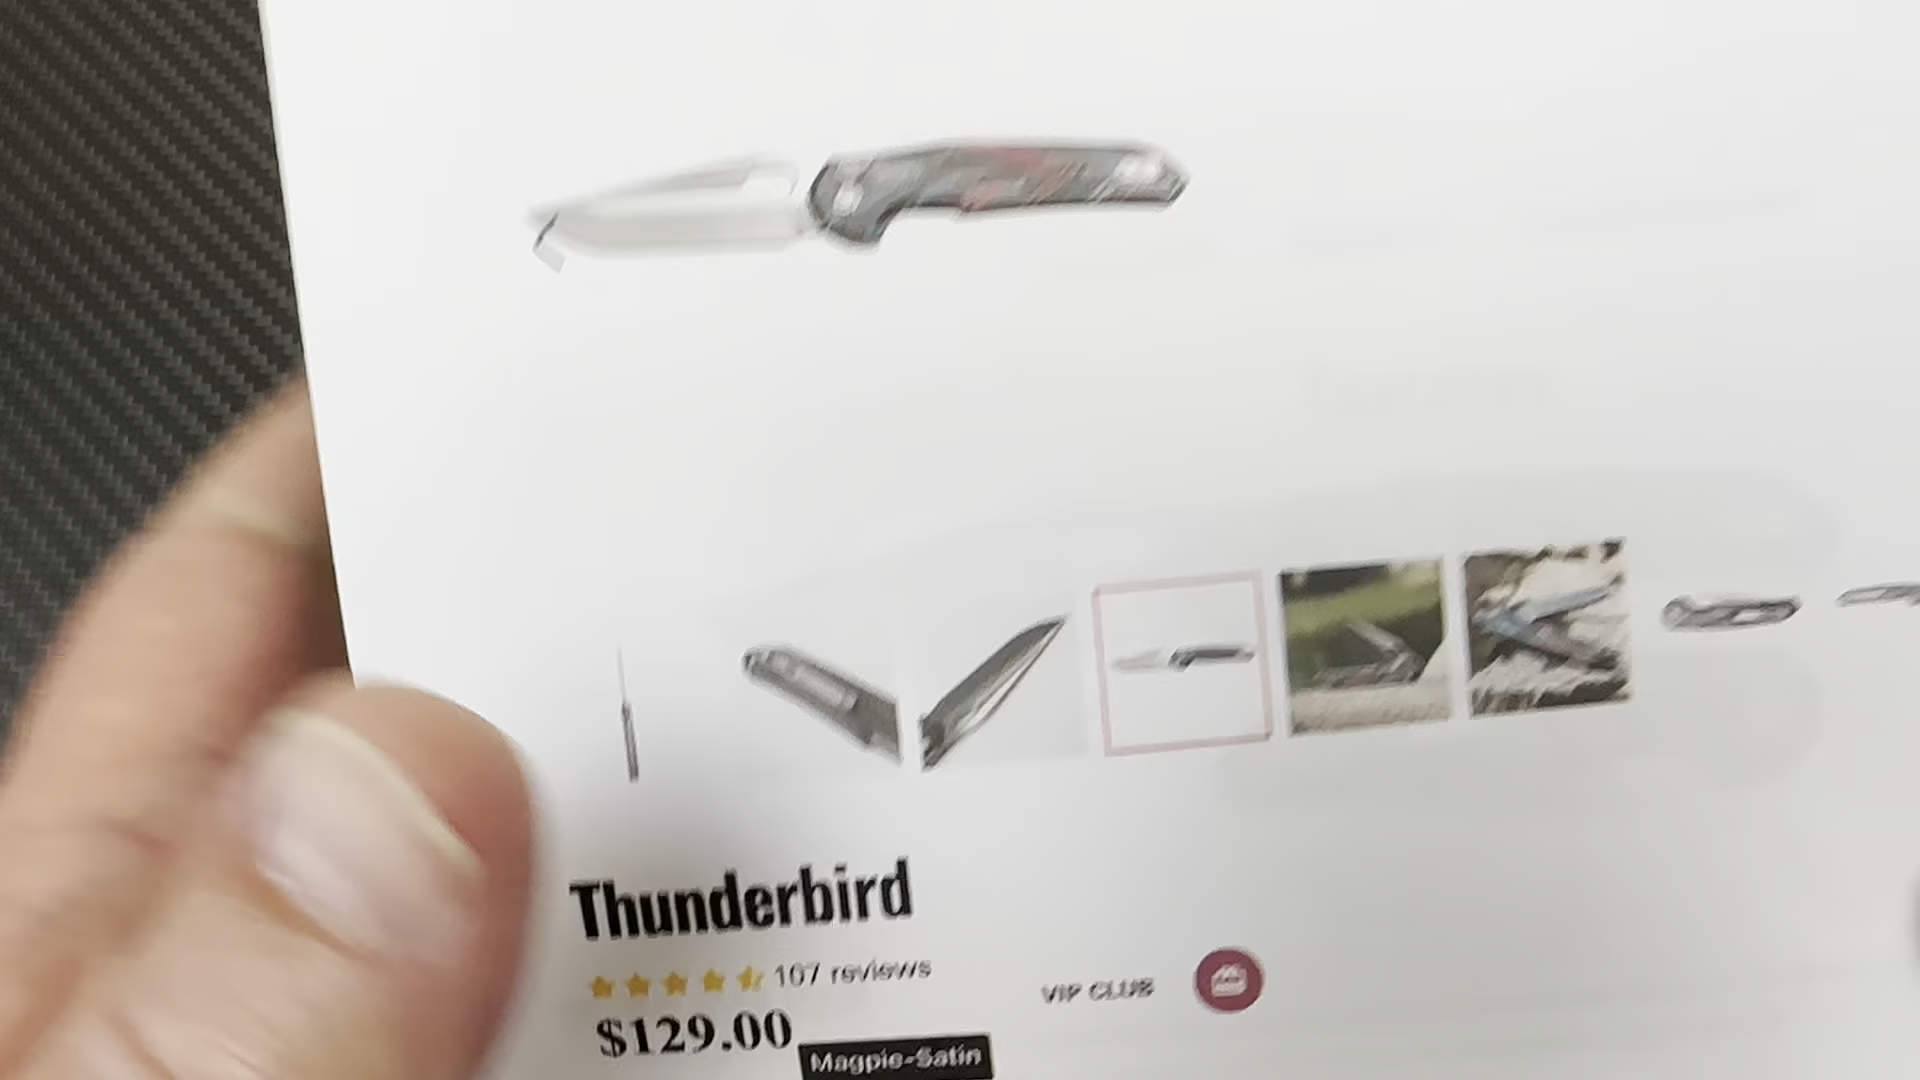 Thunderbird
107 reviews
VIP CLUB
$129.00
Magpie-Satin